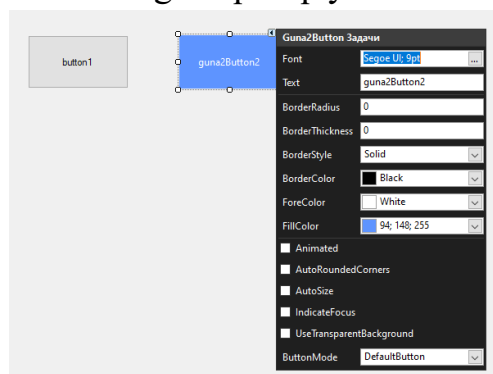 button1
guna2Button2
Guna2Button Задачи
Font Segoe UI; 9pt ...
Text guna2Button2
BorderRadius 0
BorderThickness 0
BorderStyle Solid
BorderColor Black
ForeColor White
FillColor 94; 148; 255
Animated
AutoRoundedCorners
AutoSize
IndicateFocus
UseTransparentBackground
ButtonMode DefaultButton